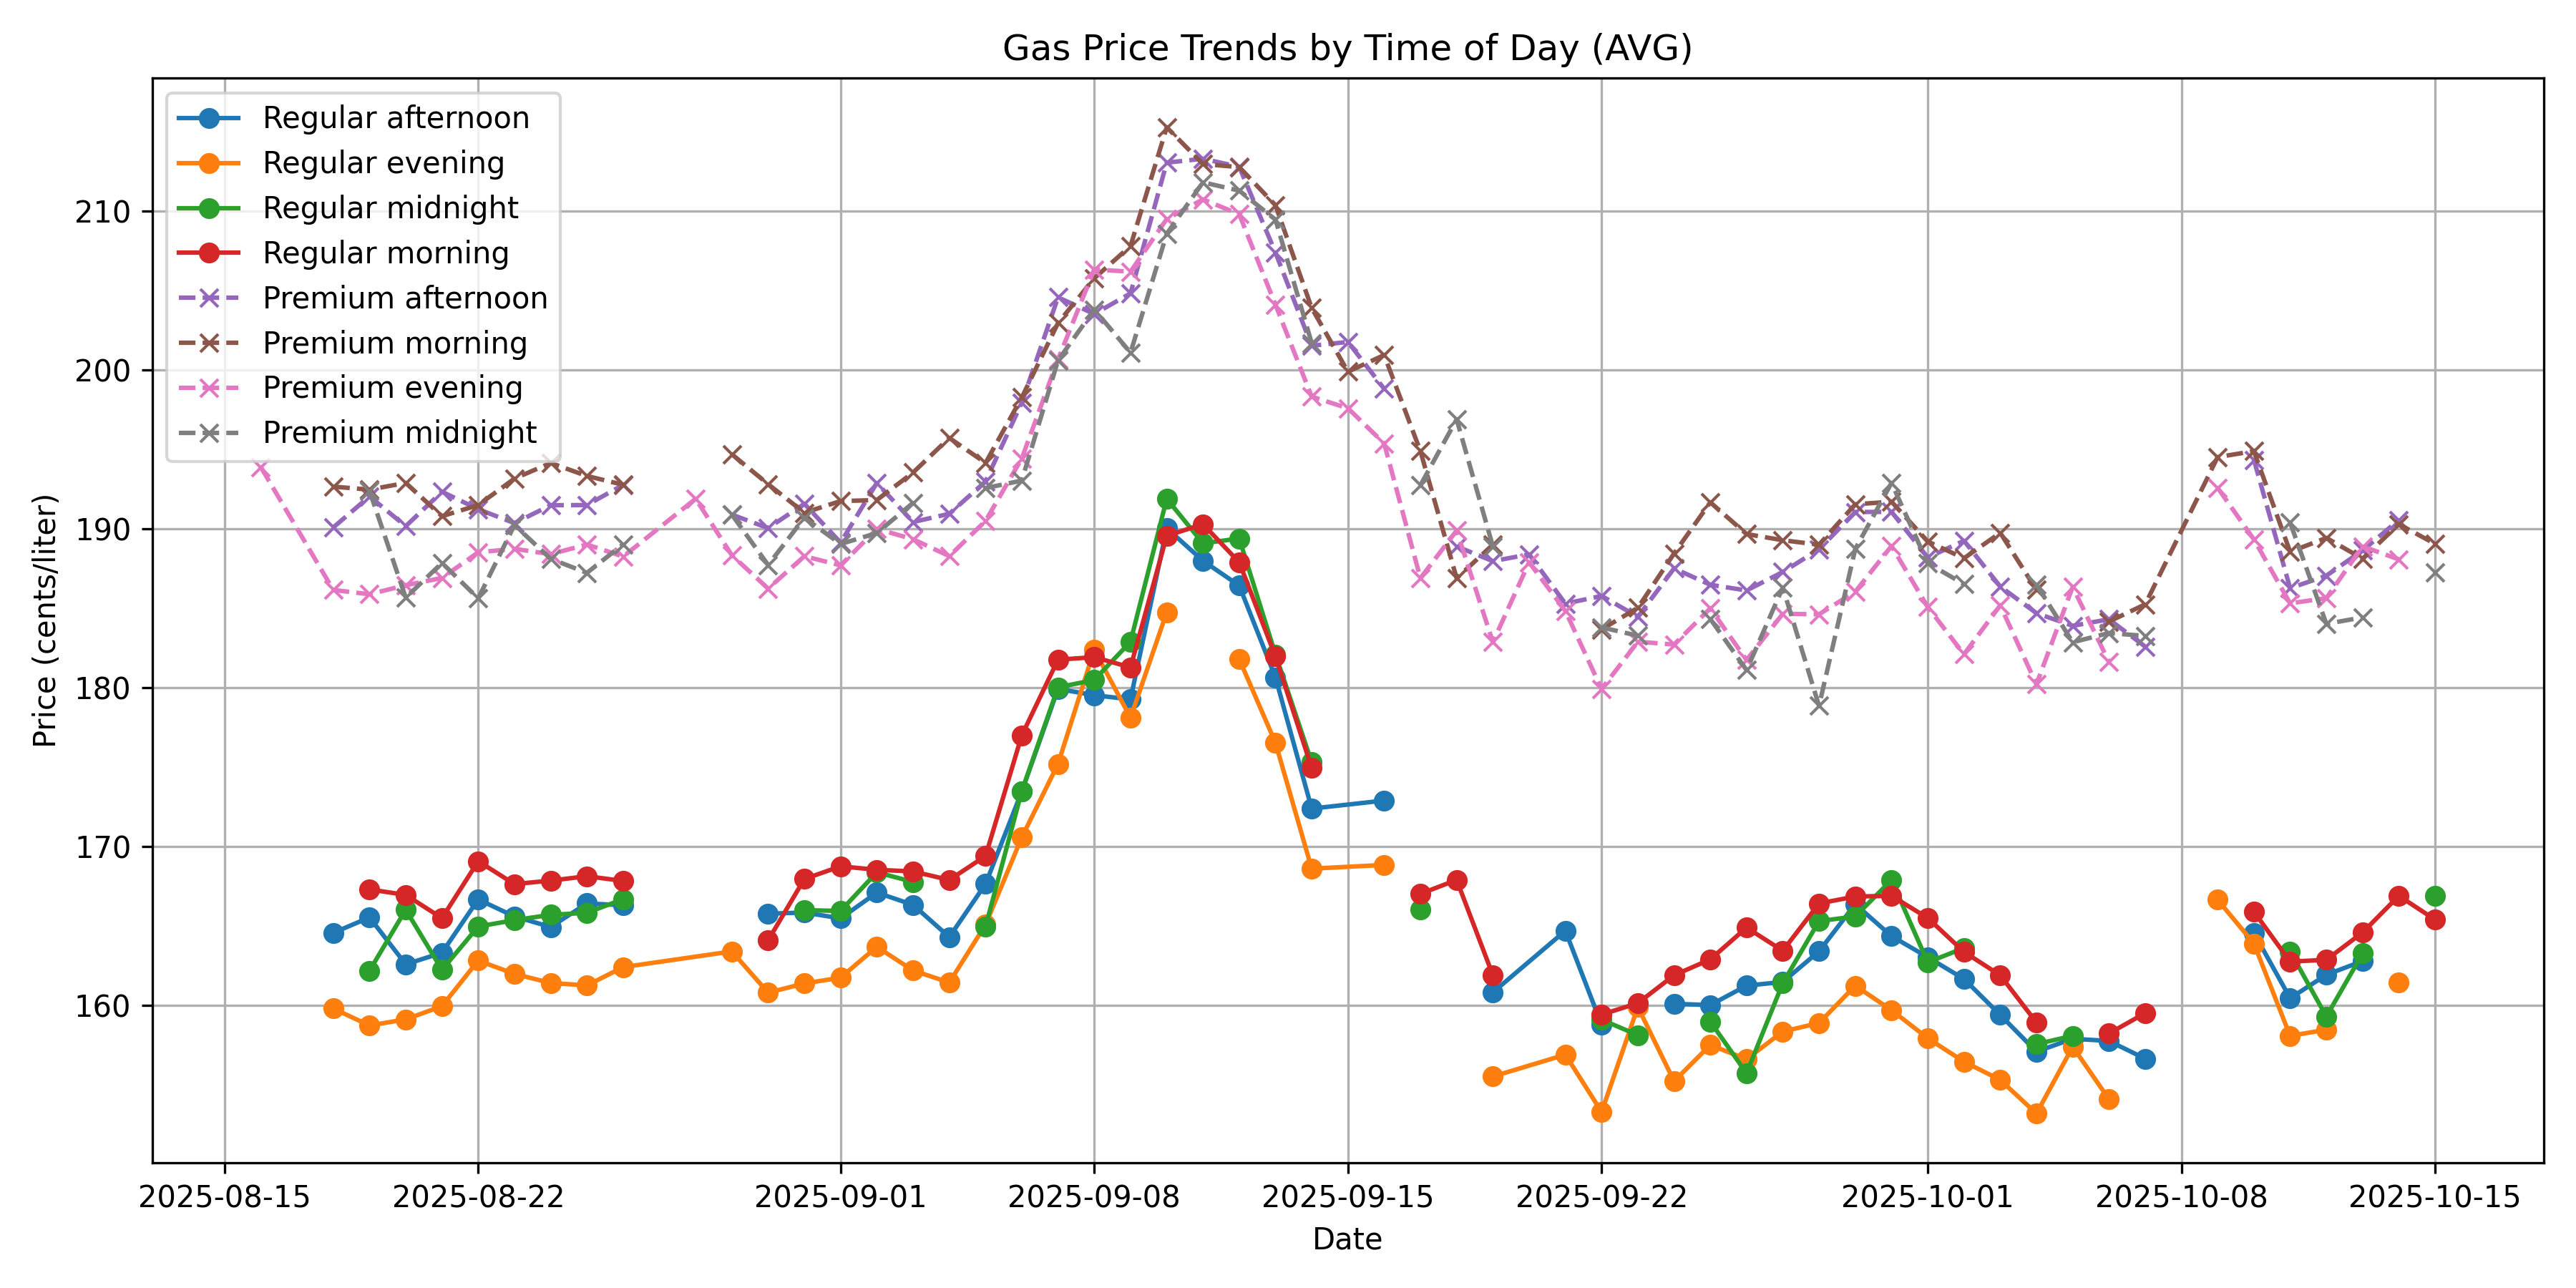 Gas Price Trends by Time of Day (AVG)
Regular afternoon
Regular evening
Regular midnight
Regular morning
Premium afternoon
Premium morning
Premium evening
Premium midnight
Price (cents/liter)
210
200
190
180
170
160
2025-08-15 2025-08-22 2025-09-01 2025-09-08 2025-09-15 2025-09-22 2025-10-01 2025-10-08 2025-10-15
Date